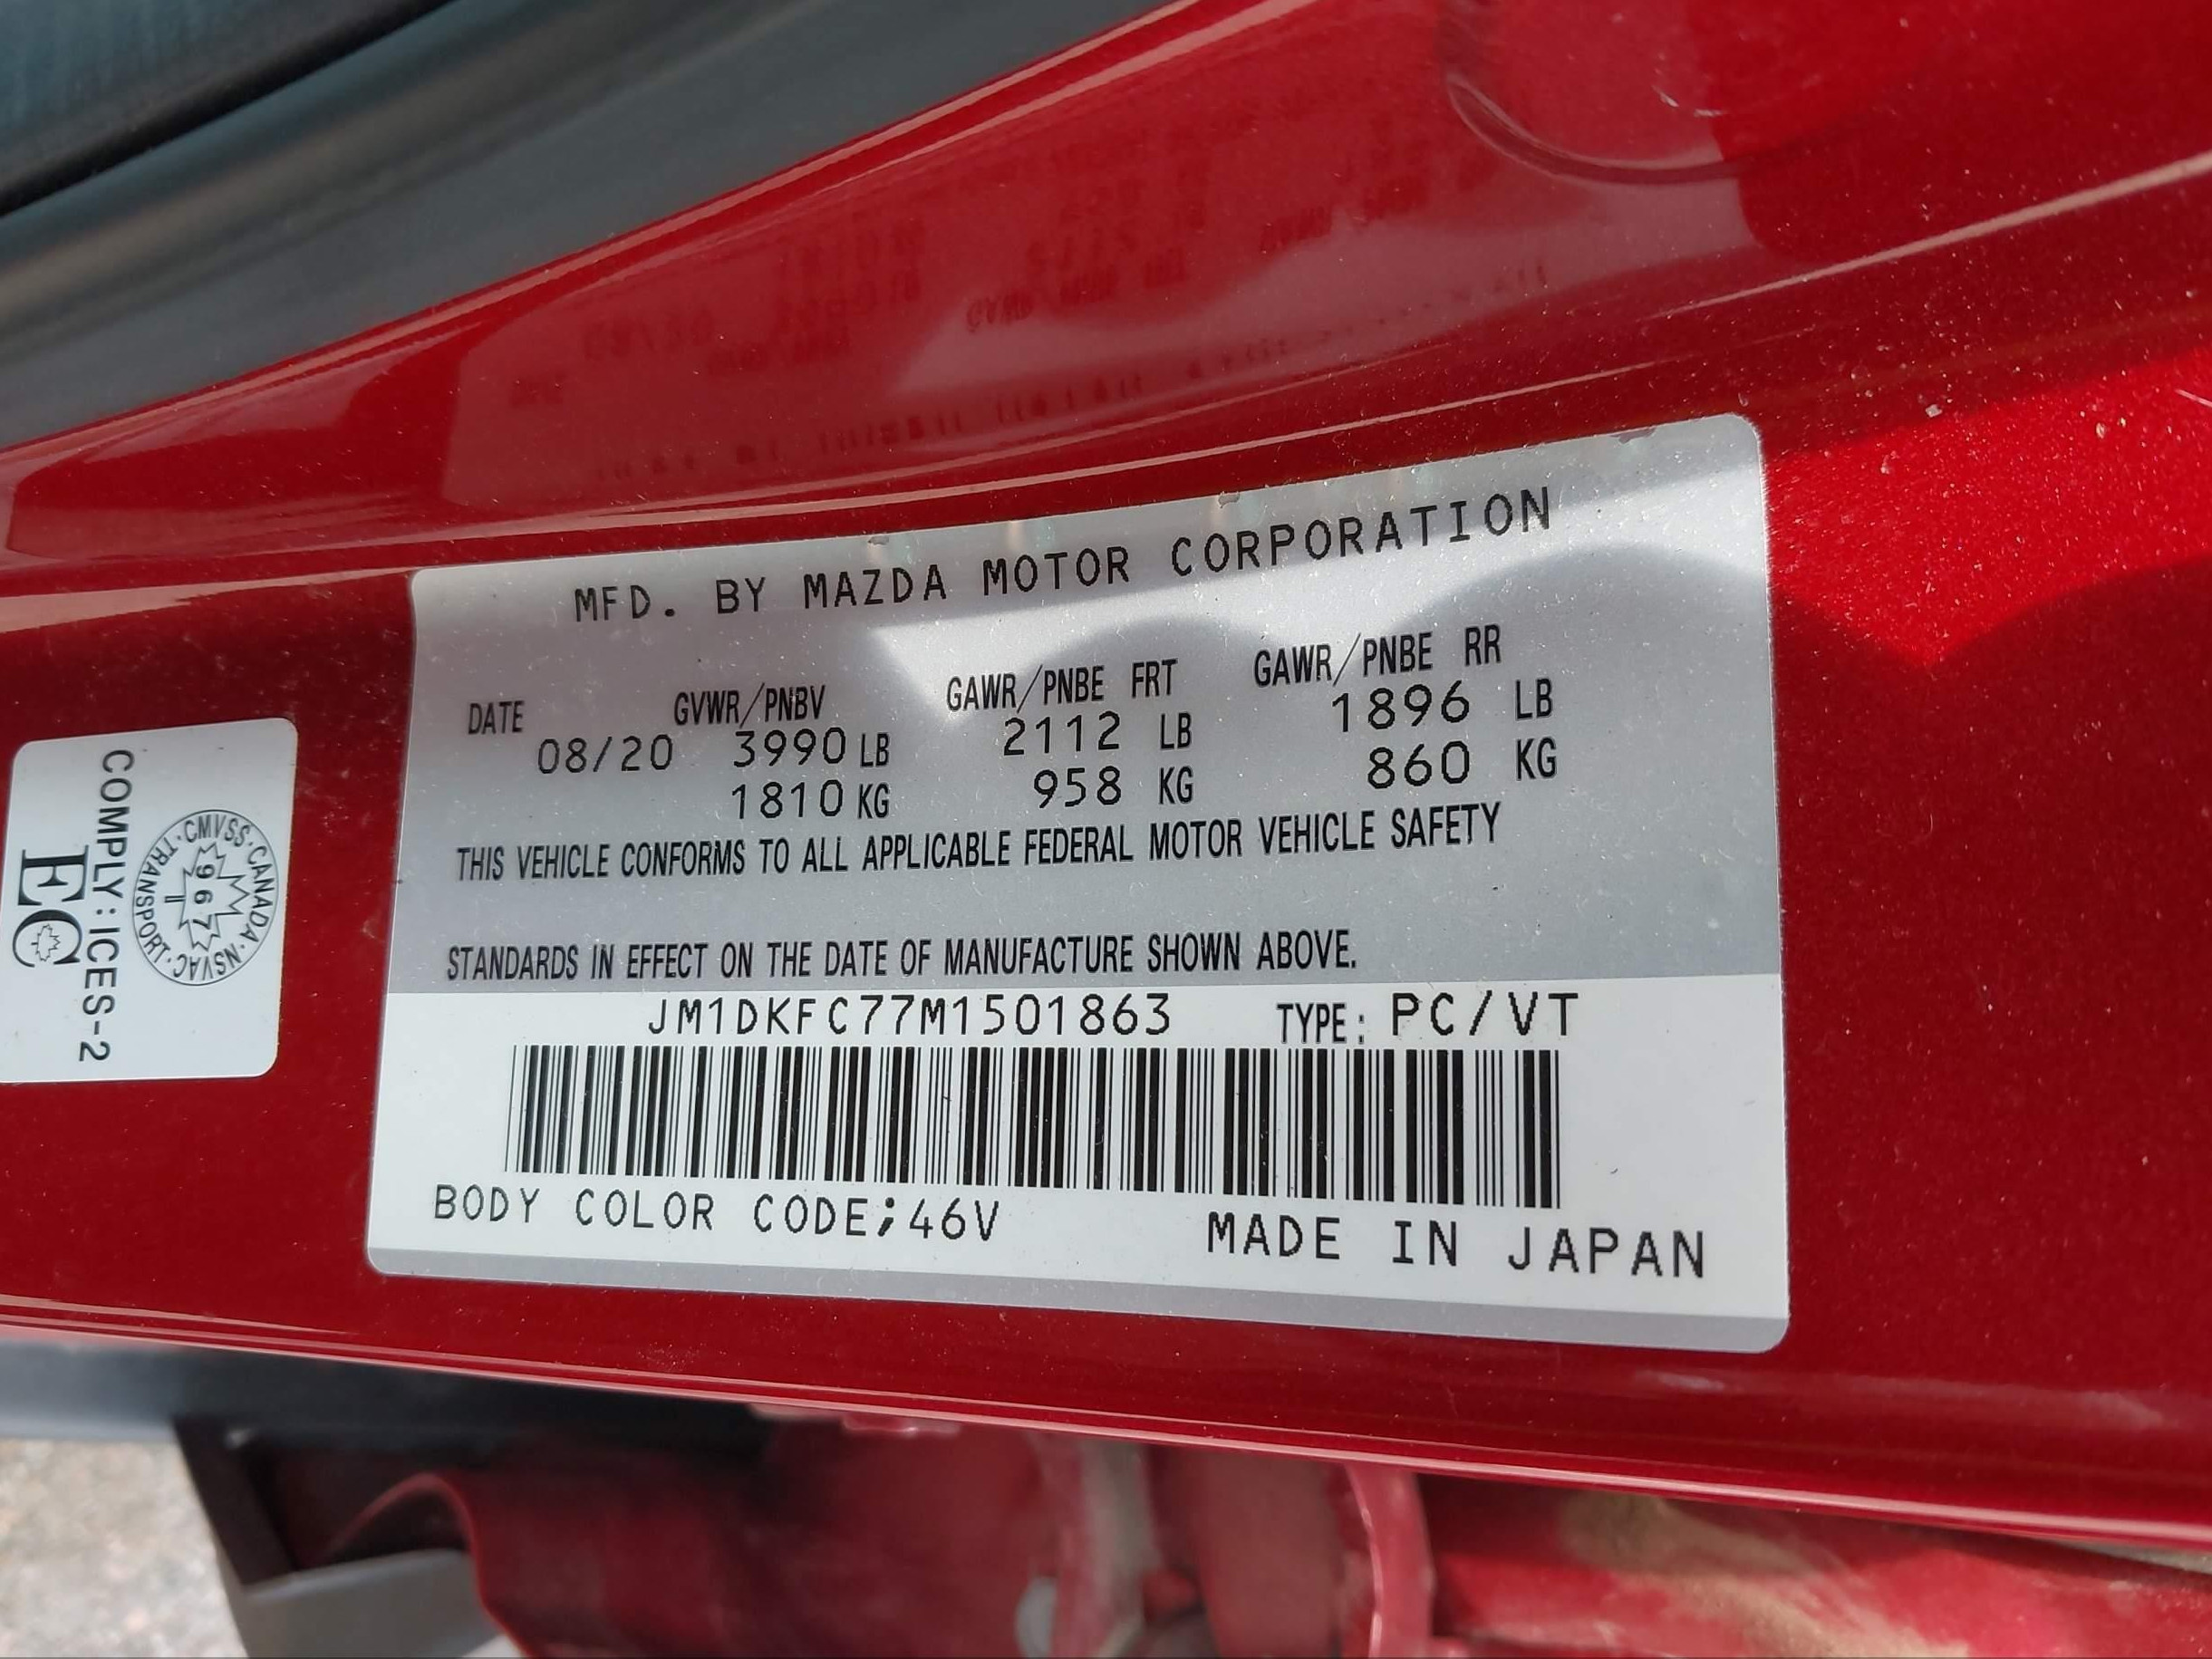 MFD. BY MAZDA MOTOR CORPORATION
DATE GVWR/PNBV GAWR/PNBE FRT GAWR/PNBE RR
08/20 3990 LB 2112 LB 1896 LB
1810 KG 958 KG 860 KG
THIS VEHICLE CONFORMS TO ALL APPLICABLE FEDERAL MOTOR VEHICLE SAFETY
STANDARDS IN EFFECT ON THE DATE OF MANUFACTURE SHOWN ABOVE.
JM1DKFC77M1501863 TYPE: PC/VT
BODY COLOR CODE;46V MADE IN JAPAN
CMVSS·CANADA·NSVAC·TRANSPORT·
1967
COMPLY:ICES-2
EC